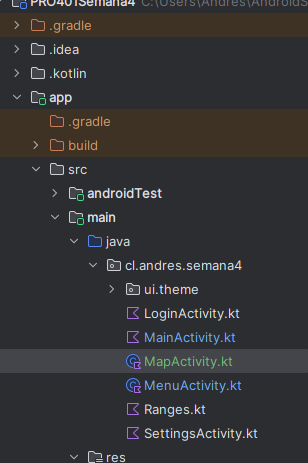 PRO401Semana4 C:\Users\Andres\AndroidS
.gradle
.idea
.kotlin
app
.gradle
build
src
androidTest
main
java
cl.andres.semana4
ui.theme
LoginActivity.kt
MainActivity.kt
MapActivity.kt
MenuActivity.kt
Ranges.kt
SettingsActivity.kt
res